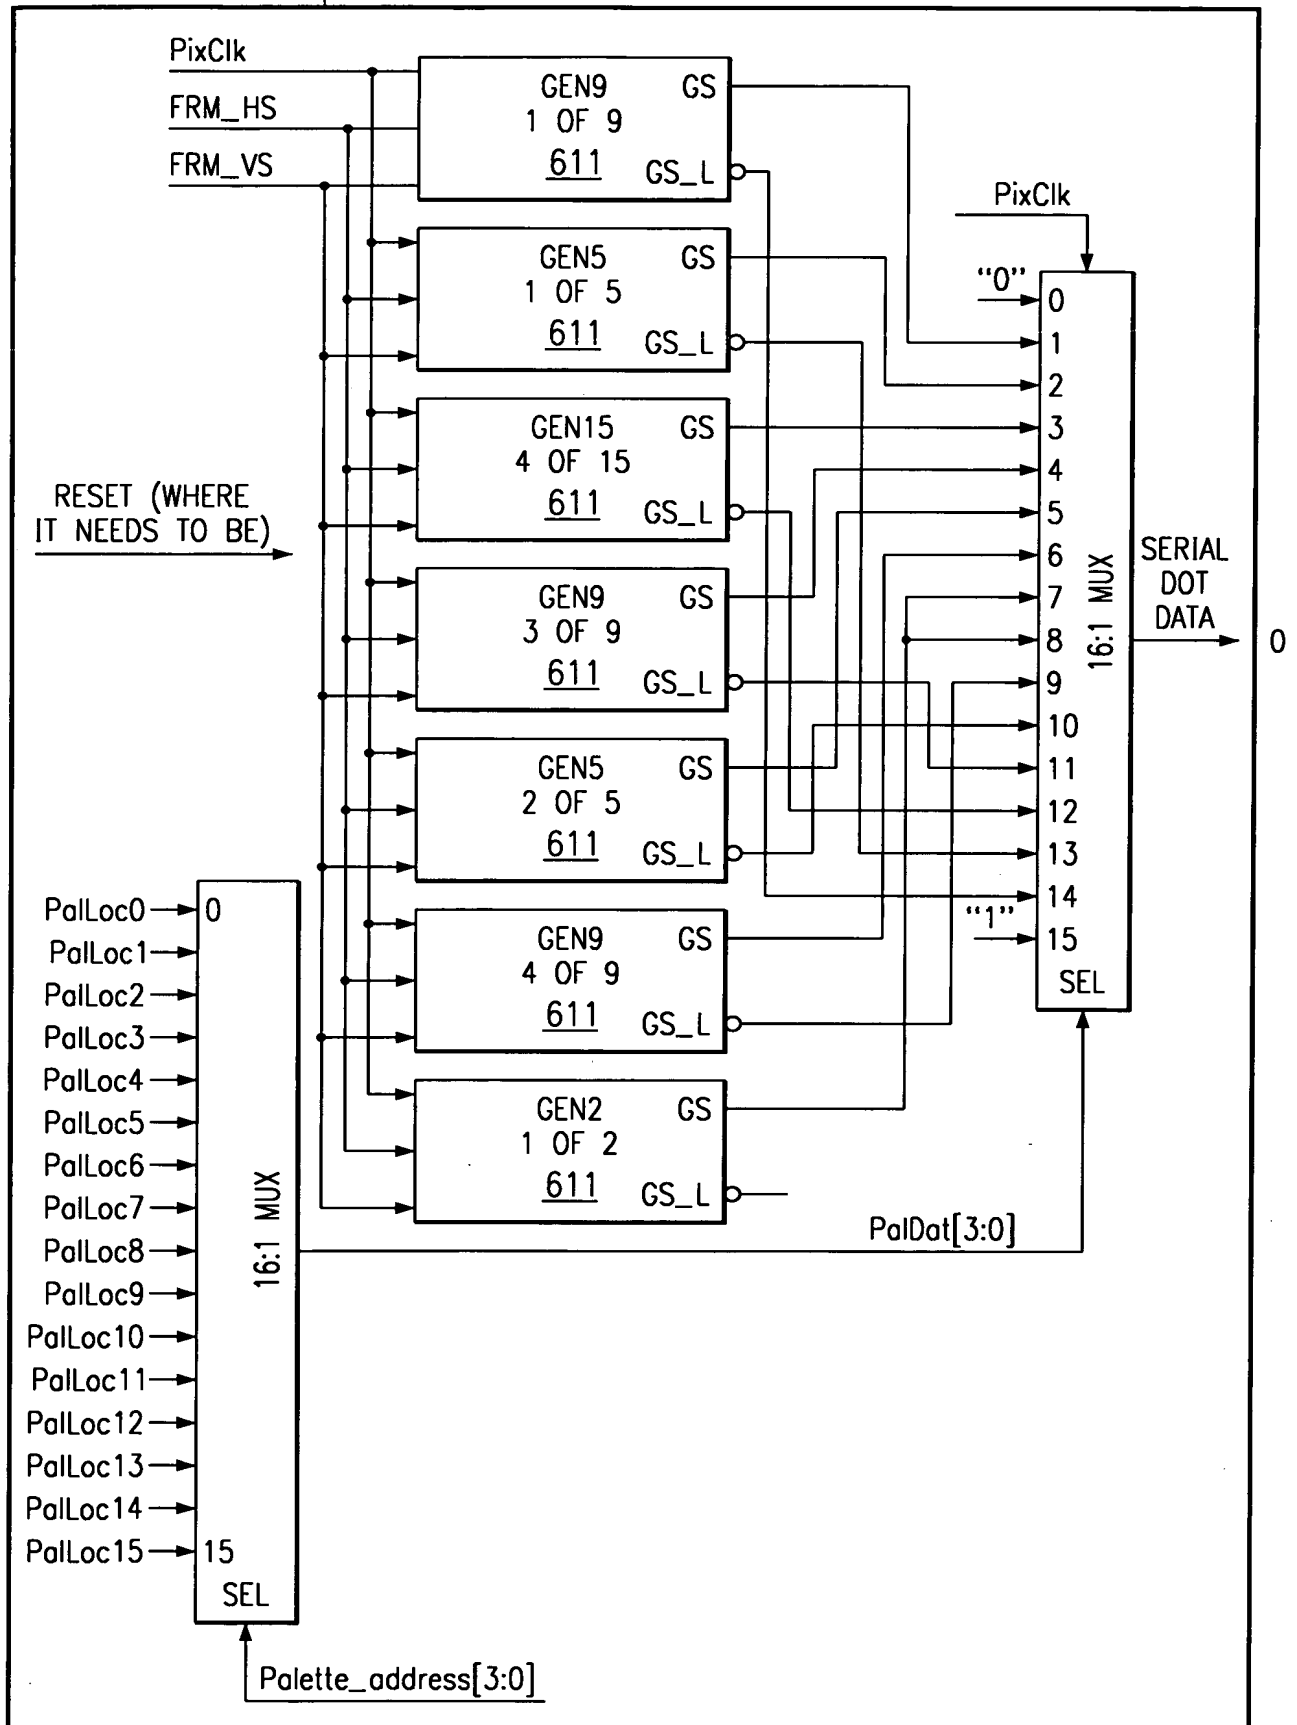 PixClk
FRM_HS
FRM_VS
GEN9 GS
1 OF 9
611 GS_L
GEN5 GS
1 OF 5
611 GS_L
GEN15 GS
4 OF 15
611 GS_L
GEN9 GS
3 OF 9
611 GS_L
GEN5 GS
2 OF 5
611 GS_L
GEN9 GS
4 OF 9
611 GS_L
GEN2 GS
1 OF 2
611 GS_L
RESET (WHERE
IT NEEDS TO BE)
PixClk
"0"
0
1
2
3
4
5
6
7
8
9
10
11
12
13
14
"1"
15
SEL
16:1 MUX
SERIAL
DOT
DATA
0
PalLoc0 0
PalLoc1
PalLoc2
PalLoc3
PalLoc4
PalLoc5
PalLoc6
PalLoc7
PalLoc8
PalLoc9
PalLoc10
PalLoc11
PalLoc12
PalLoc13
PalLoc14
PalLoc15 15
SEL
16:1 MUX
PalDat[3:0]
Palette_address[3:0]